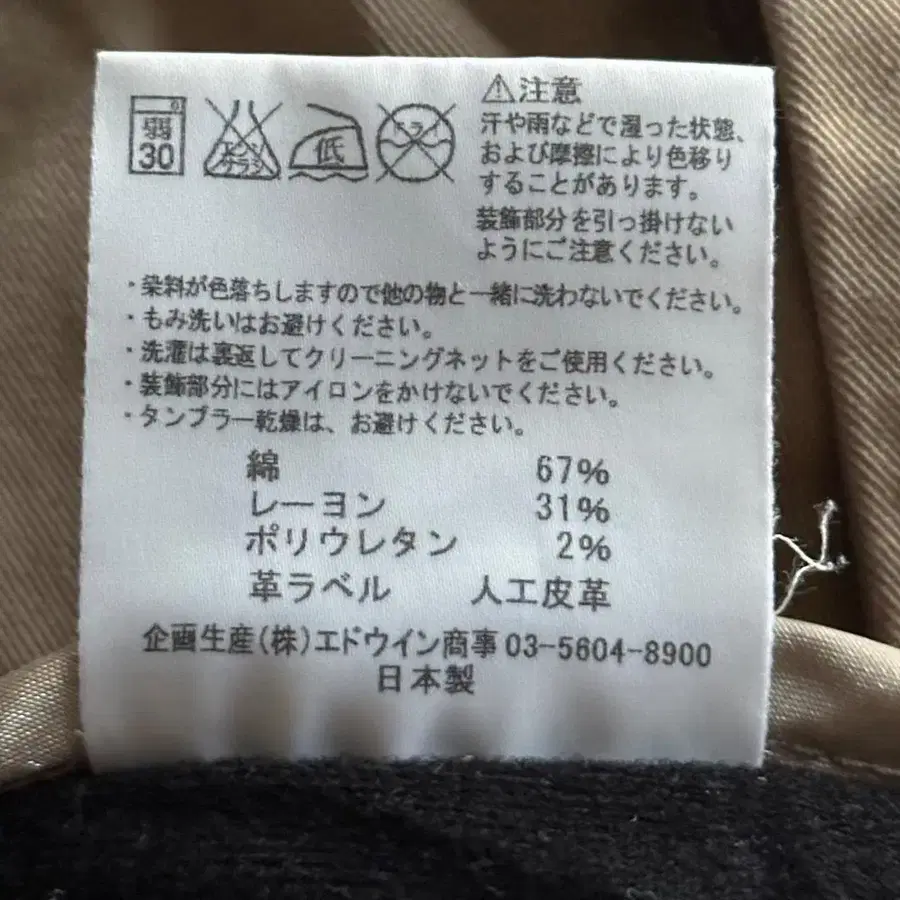 弱
30
エンソ
サラシ
低
ドライ
⚠注意
汗や雨などで湿った状態、
および摩擦により色移り
することがあります。
装飾部分を引っ掛けない
ようにご注意ください。
・染料が色落ちしますので他の物と一緒に洗わないでください。
・もみ洗いはお避けください。
・洗濯は裏返してクリーニングネットをご使用ください。
・装飾部分にはアイロンをかけないでください。
・タンブラー乾燥は、お避けください。
綿 67%
レーヨン 31%
ポリウレタン 2%
革ラベル 人工皮革
企画生産(株)エドウイン商事 03-5604-8900
日本製